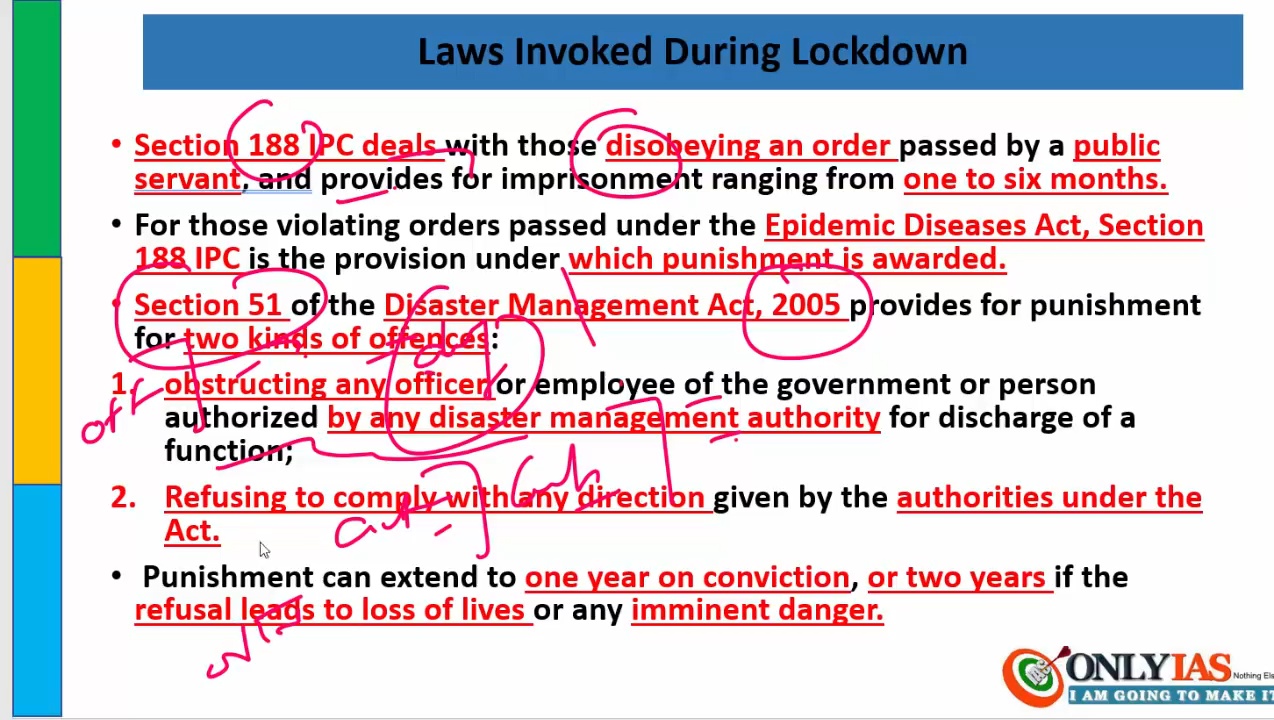 Laws Invoked During Lockdown
• Section 188 IPC deals with those disobeying an order passed by a public
servant, and provides for imprisonment ranging from one to six months.
For those violating orders passed under the Epidemic Diseases Act, Section
188 IPC is the provision under which punishment is awarded.
• Section 51 of the Disaster Management Act, 2005 provides for punishment
for two kinds of offences:
1. obstructing any officer or employee of the government or person
authorized by any disaster management authority for discharge of a
function;
2. Refusing to comply with any direction given by the authorities under the
Act.
• Punishment can extend to one year on conviction, or two years if the
refusal leads to loss of lives or any imminent danger.
ONLYIAS
Nothing Else
I AM GOING TO MAKE IT